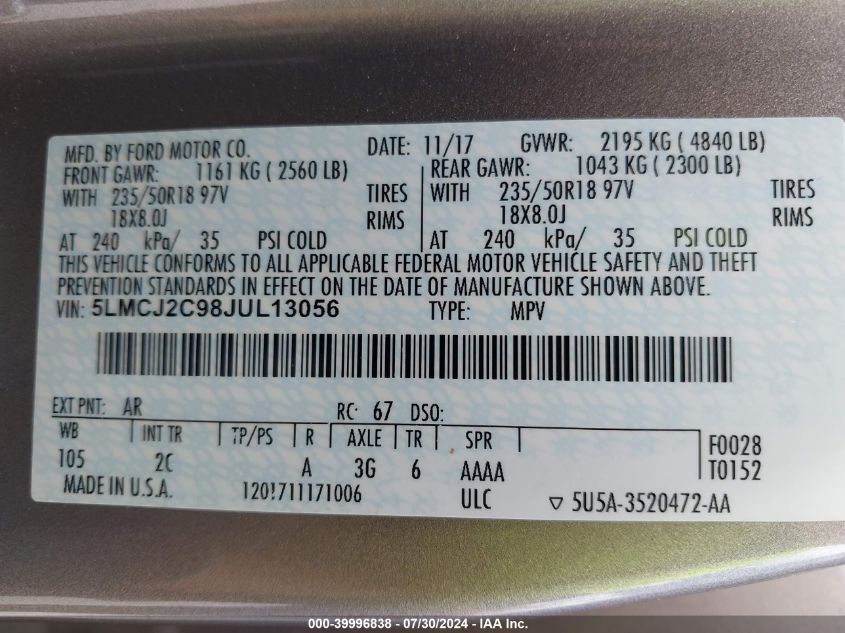 MFD. BY FORD MOTOR CO. DATE: 11/17 GVWR: 2195 KG ( 4840 LB)
FRONT GAWR: 1161 KG ( 2560 LB) REAR GAWR: 1043 KG ( 2300 LB)
WITH 235/50R18 97V TIRES WITH 235/50R18 97V TIRES
18X8.0J RIMS 18X8.0J RIMS
AT 240 kPa/ 35 PSI COLD AT 240 kPa/ 35 PSI COLD
THIS VEHICLE CONFORMS TO ALL APPLICABLE FEDERAL MOTOR VEHICLE SAFETY AND THEFT
PREVENTION STANDARDS IN EFFECT ON THE DATE OF MANUFACTURE SHOWN ABOVE.
VIN: 5LMCJ2C98JUL13056 TYPE: MPV
EXT PNT: AR RC: 67 DSO:
WB INT TR TP/PS R AXLE TR SPR F0028
105 2C A 3G 6 AAAA T0152
MADE IN U.S.A. 1201711171006 ULC ▽ 5U5A-3520472-AA
000-39996838 - 07/30/2024 - IAA Inc.